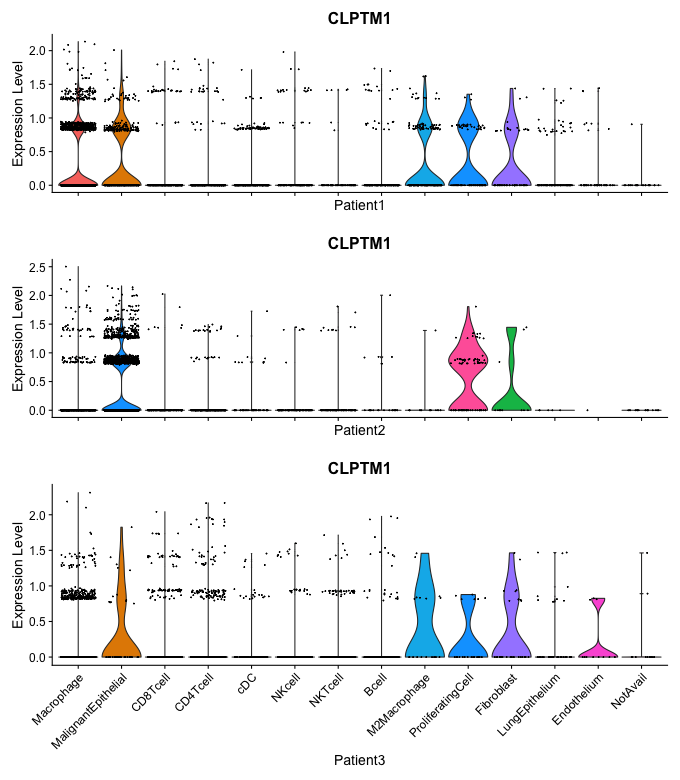 CLPTM1
Expression Level
2.0
1.5
1.0
0.5
0.0
Patient1
CLPTM1
Expression Level
2.5
2.0
1.5
1.0
0.5
0.0
Patient2
CLPTM1
Expression Level
2.0
1.5
1.0
0.5
0.0
Macrophage
MalignantEpithelial
CD8Tcell
CD4Tcell
cDC
NKcell
NKTcell
Bcell
M2Macrophage
ProliferatingCell
Fibroblast
LungEpithelium
Endothelium
NotAvail
Patient3